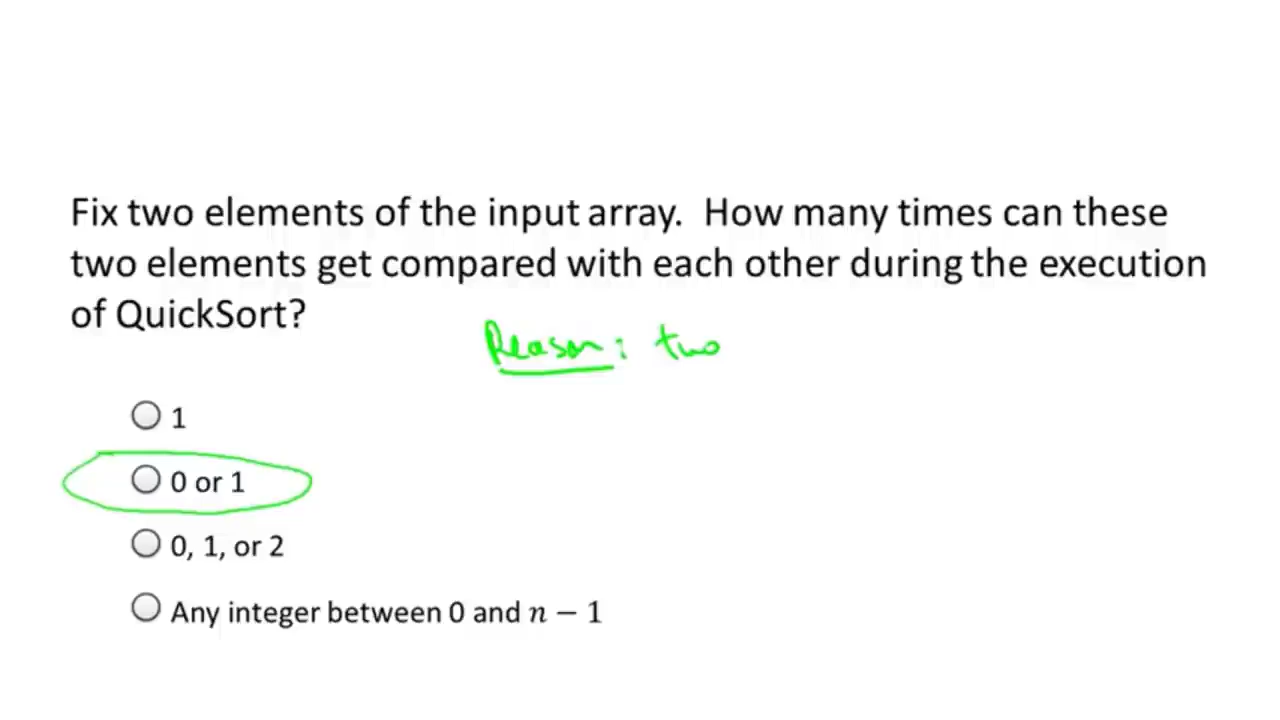 Fix two elements of the input array. How many times can these
two elements get compared with each other during the execution
of QuickSort?
Reason: two
1
0 or 1
0, 1, or 2
Any integer between 0 and n − 1